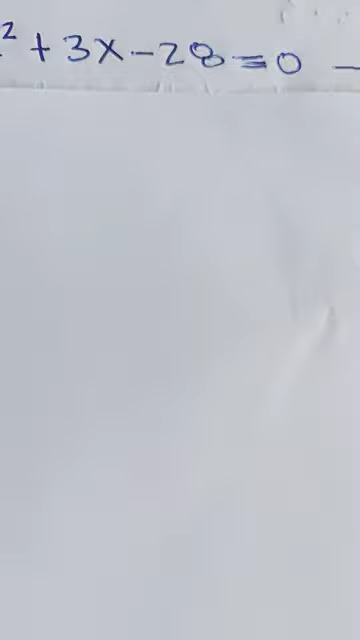 ² + 3x - 28 = 0 -